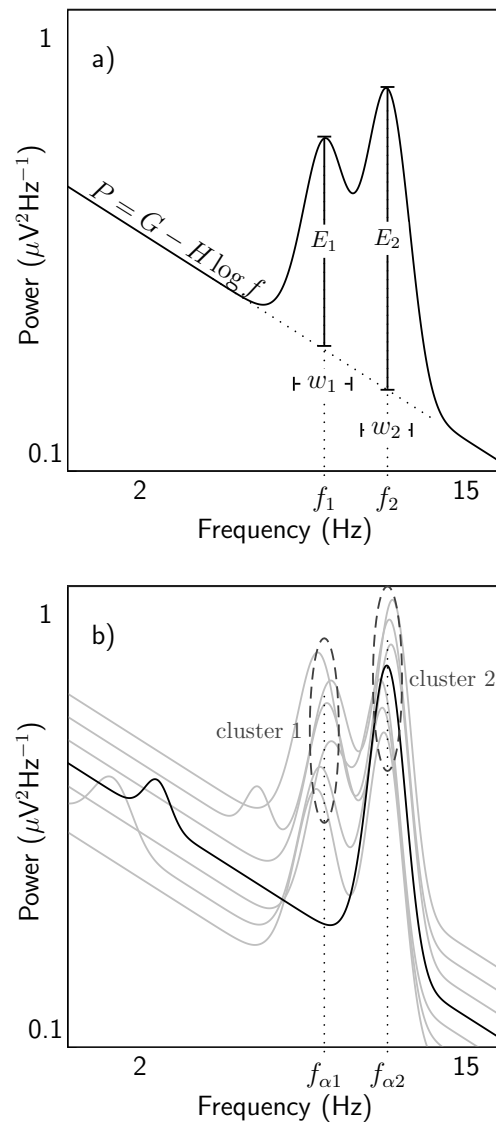 1
a)
P = G − H log f
E₁
E₂
w₁
w₂
Power (μV²Hz⁻¹)
0.1
2
f₁
f₂
15
Frequency (Hz)
1
b)
cluster 1
cluster 2
Power (μV²Hz⁻¹)
0.1
2
fα1
fα2
15
Frequency (Hz)